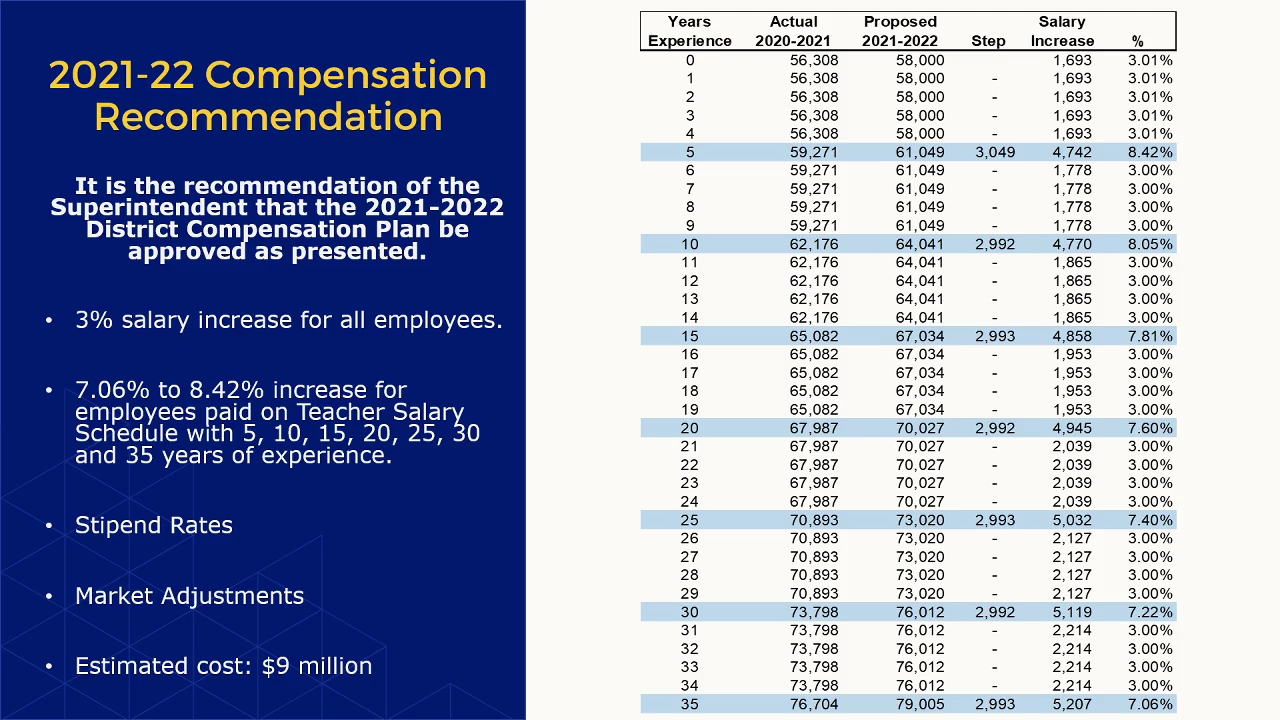 2021-22 Compensation
Recommendation
It is the recommendation of the
Superintendent that the 2021-2022
District Compensation Plan be
approved as presented.
• 3% salary increase for all employees.
• 7.06% to 8.42% increase for
employees paid on Teacher Salary
Schedule with 5, 10, 15, 20, 25, 30
and 35 years of experience.
• Stipend Rates
• Market Adjustments
• Estimated cost: $9 million
Years Actual Proposed Salary
Experience 2020-2021 2021-2022 Step Increase %
0 56,308 58,000 1,693 3.01%
1 56,308 58,000 - 1,693 3.01%
2 56,308 58,000 - 1,693 3.01%
3 56,308 58,000 - 1,693 3.01%
4 56,308 58,000 - 1,693 3.01%
5 59,271 61,049 3,049 4,742 8.42%
6 59,271 61,049 - 1,778 3.00%
7 59,271 61,049 - 1,778 3.00%
8 59,271 61,049 - 1,778 3.00%
9 59,271 61,049 - 1,778 3.00%
10 62,176 64,041 2,992 4,770 8.05%
11 62,176 64,041 - 1,865 3.00%
12 62,176 64,041 - 1,865 3.00%
13 62,176 64,041 - 1,865 3.00%
14 62,176 64,041 - 1,865 3.00%
15 65,082 67,034 2,993 4,858 7.81%
16 65,082 67,034 - 1,953 3.00%
17 65,082 67,034 - 1,953 3.00%
18 65,082 67,034 - 1,953 3.00%
19 65,082 67,034 - 1,953 3.00%
20 67,987 70,027 2,992 4,945 7.60%
21 67,987 70,027 - 2,039 3.00%
22 67,987 70,027 - 2,039 3.00%
23 67,987 70,027 - 2,039 3.00%
24 67,987 70,027 - 2,039 3.00%
25 70,893 73,020 2,993 5,032 7.40%
26 70,893 73,020 - 2,127 3.00%
27 70,893 73,020 - 2,127 3.00%
28 70,893 73,020 - 2,127 3.00%
29 70,893 73,020 - 2,127 3.00%
30 73,798 76,012 2,992 5,119 7.22%
31 73,798 76,012 - 2,214 3.00%
32 73,798 76,012 - 2,214 3.00%
33 73,798 76,012 - 2,214 3.00%
34 73,798 76,012 - 2,214 3.00%
35 76,704 79,005 2,993 5,207 7.06%